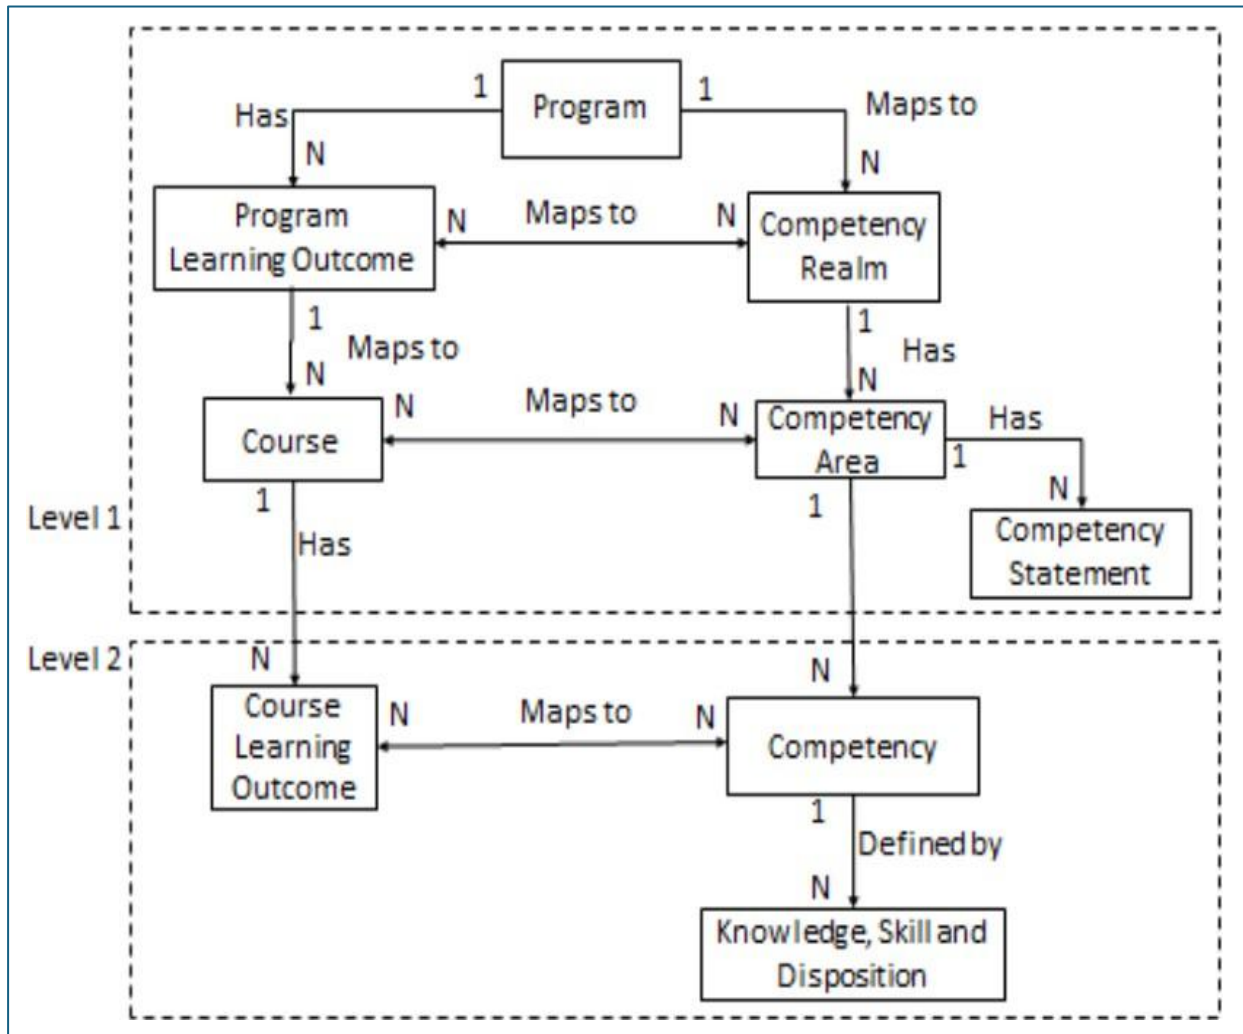 1
Program
1
Has
Maps to
N
N
Program
Learning Outcome
N
Maps to
N
Competency
Realm
1
Maps to
N
1
Has
N
Course
N
Maps to
N
Competency
Area
Has
1
N
1
1
Level 1
Has
Competency
Statement
Level 2
N
N
Course
Learning
Outcome
N
Maps to
N
Competency
1
Defined by
N
Knowledge, Skill and
Disposition